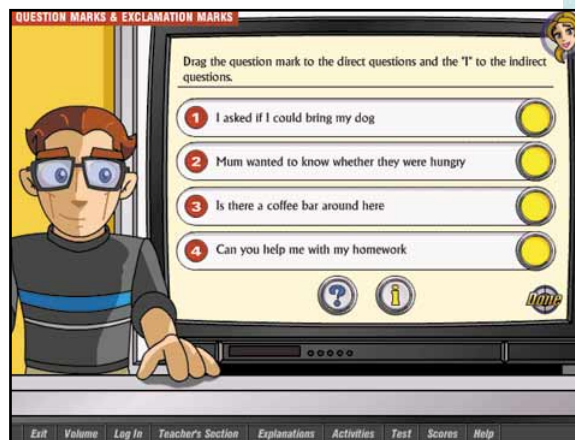 QUESTION MARKS & EXCLAMATION MARKS
Drag the question mark to the direct questions and the "I" to the indirect
questions.
1 I asked if I could bring my dog
2 Mum wanted to know whether they were hungry
3 Is there a coffee bar around here
4 Can you help me with my homework
? i Done
Exit Volume Log In Teacher's Section Explanations Activities Test Scores Help